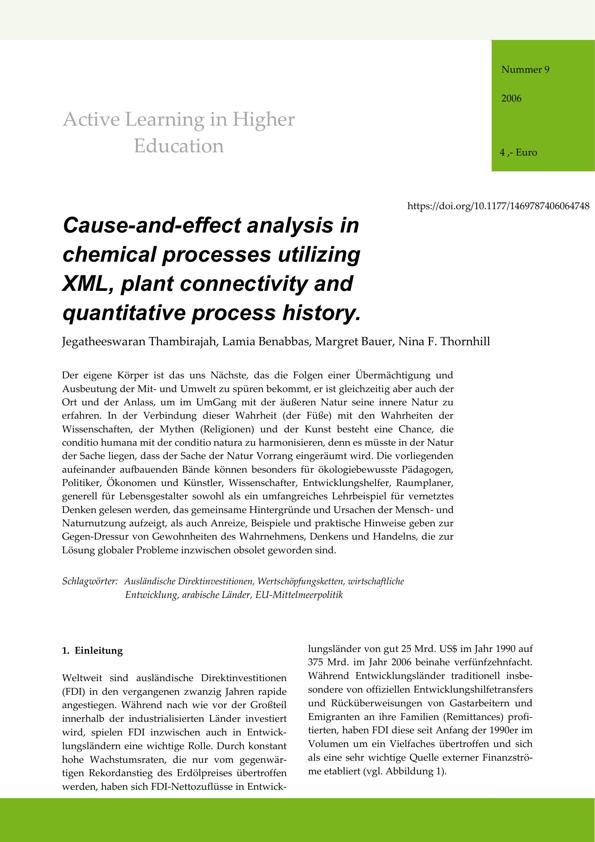 Nummer 9
2006
4 ,- Euro
Active Learning in Higher
Education
https://doi.org/10.1177/1469787406064748
Cause-and-effect analysis in
chemical processes utilizing
XML, plant connectivity and
quantitative process history.
Jegatheeswaran Thambirajah, Lamia Benabbas, Margret Bauer, Nina F. Thornhill
Der eigene Körper ist das uns Nächste, das die Folgen einer Übermächtigung und
Ausbeutung der Mit- und Umwelt zu spüren bekommt, er ist gleichzeitig aber auch der
Ort und der Anlass, um im UmGang mit der äußeren Natur seine innere Natur zu
erfahren. In der Verbindung dieser Wahrheit (der Füße) mit den Wahrheiten der
Wissenschaften, der Mythen (Religionen) und der Kunst besteht eine Chance, die
conditio humana mit der conditio natura zu harmonisieren, denn es müsste in der Natur
der Sache liegen, dass der Sache der Natur Vorrang eingeräumt wird. Die vorliegenden
aufeinander aufbauenden Bände können besonders für ökologiebewusste Pädagogen,
Politiker, Ökonomen und Künstler, Wissenschafter, Entwicklungshelfer, Raumplaner,
generell für Lebensgestalter sowohl als ein umfangreiches Lehrbeispiel für vernetztes
Denken gelesen werden, das gemeinsame Hintergründe und Ursachen der Mensch- und
Naturnutzung aufzeigt, als auch Anreize, Beispiele und praktische Hinweise geben zur
Gegen-Dressur von Gewohnheiten des Wahrnehmens, Denkens und Handelns, die zur
Lösung globaler Probleme inzwischen obsolet geworden sind.
Schlagwörter: Ausländische Direktinvestitionen, Wertschöpfungsketten, wirtschaftliche
Entwicklung, arabische Länder, EU-Mittelmeerpolitik
1. Einleitung
Weltweit sind ausländische Direktinvestitionen
(FDI) in den vergangenen zwanzig Jahren rapide
angestiegen. Während nach wie vor der Großteil
innerhalb der industrialisierten Länder investiert
wird, spielen FDI inzwischen auch in Entwick-
lungsländern eine wichtige Rolle. Durch konstant
hohe Wachstumsraten, die nur vom gegenwär-
tigen Rekordanstieg des Erdölpreises übertroffen
werden, haben sich FDI-Nettozuflüsse in Entwick-
lungsländer von gut 25 Mrd. US$ im Jahr 1990 auf
375 Mrd. im Jahr 2006 beinahe verfünfzehnfacht.
Während Entwicklungsländer traditionell insbe-
sondere von offiziellen Entwicklungshilfetransfers
und Rücküberweisungen von Gastarbeitern und
Emigranten an ihre Familien (Remittances) profi-
tierten, haben FDI diese seit Anfang der 1990er im
Volumen um ein Vielfaches übertroffen und sich
als eine sehr wichtige Quelle externer Finanzströ-
me etabliert (vgl. Abbildung 1).